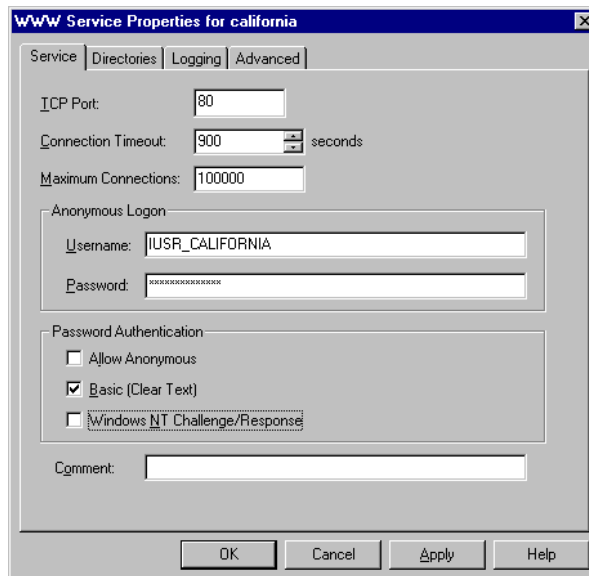 WWW Service Properties for california
Service Directories Logging Advanced
TCP Port: 80
Connection Timeout: 900 seconds
Maximum Connections: 100000
Anonymous Logon
Username: IUSR_CALIFORNIA
Password: **************
Password Authentication
Allow Anonymous
Basic (Clear Text)
Windows NT Challenge/Response
Comment:
OK Cancel Apply Help